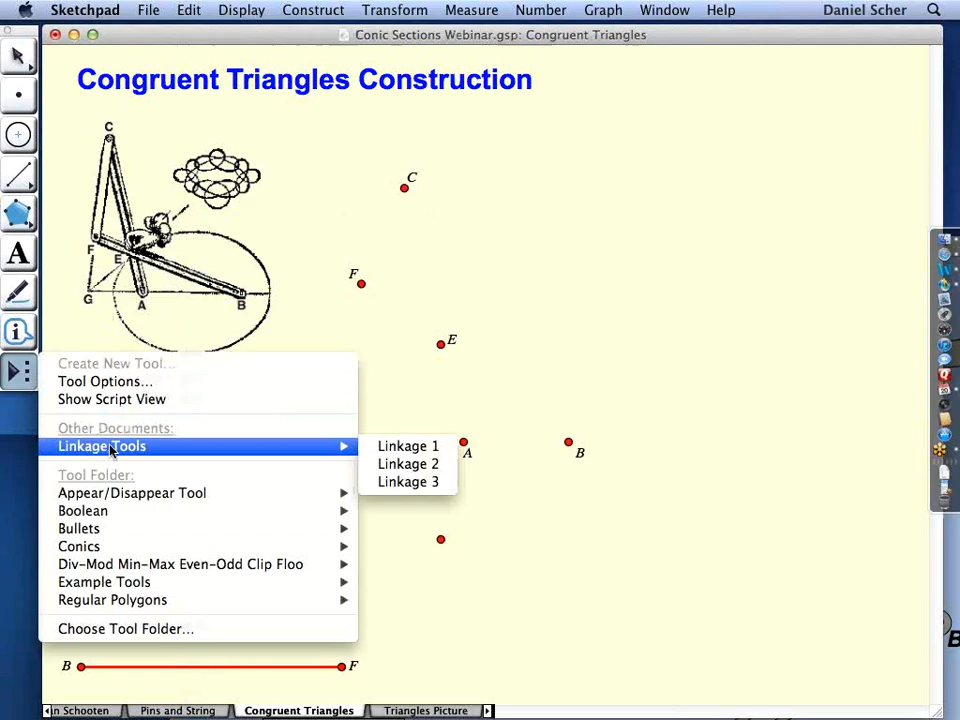 Sketchpad File Edit Display Construct Transform Measure Number Graph Window Help Daniel Scher
Conic Sections Webinar.gsp: Congruent Triangles
Congruent Triangles Construction
C
C
F
F
E
E
G
A
B
A
B
A
Create New Tool...
Tool Options...
Show Script View
Other Documents:
Linkage Tools
Linkage 1
Linkage 2
Linkage 3
Tool Folder:
Appear/Disappear Tool
Boolean
Bullets
Conics
Div-Mod Min-Max Even-Odd Clip Floo
Example Tools
Regular Polygons
Choose Tool Folder...
B
B F
an Schooten Pins and String Congruent Triangles Triangles Picture